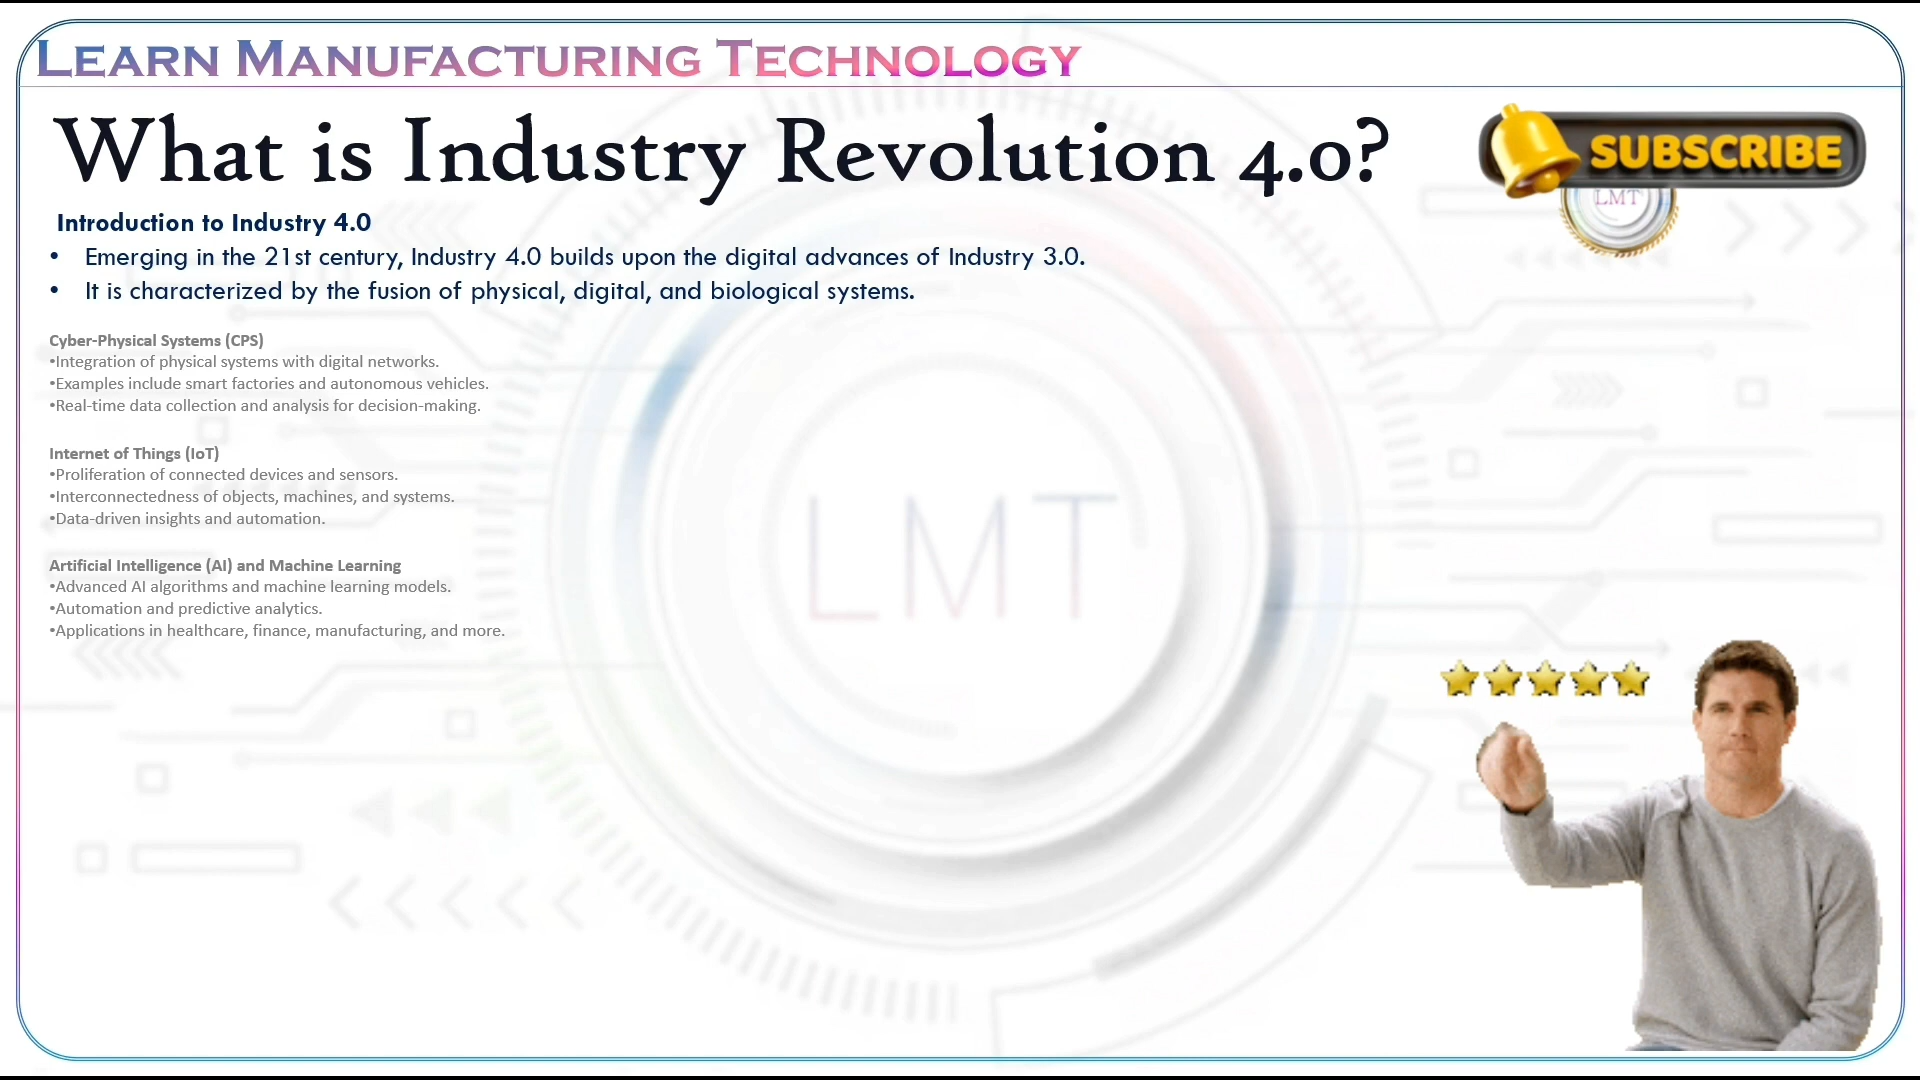 LEARN MANUFACTURING TECHNOLOGY
What is Industry Revolution 4.0?
SUBSCRIBE
LMT
Introduction to Industry 4.0
• Emerging in the 21st century, Industry 4.0 builds upon the digital advances of Industry 3.0.
• It is characterized by the fusion of physical, digital, and biological systems.
Cyber-Physical Systems (CPS)
•Integration of physical systems with digital networks.
•Examples include smart factories and autonomous vehicles.
•Real-time data collection and analysis for decision-making.
Internet of Things (IoT)
•Proliferation of connected devices and sensors.
•Interconnectedness of objects, machines, and systems.
•Data-driven insights and automation.
Artificial Intelligence (AI) and Machine Learning
•Advanced AI algorithms and machine learning models.
•Automation and predictive analytics.
•Applications in healthcare, finance, manufacturing, and more.
LMT